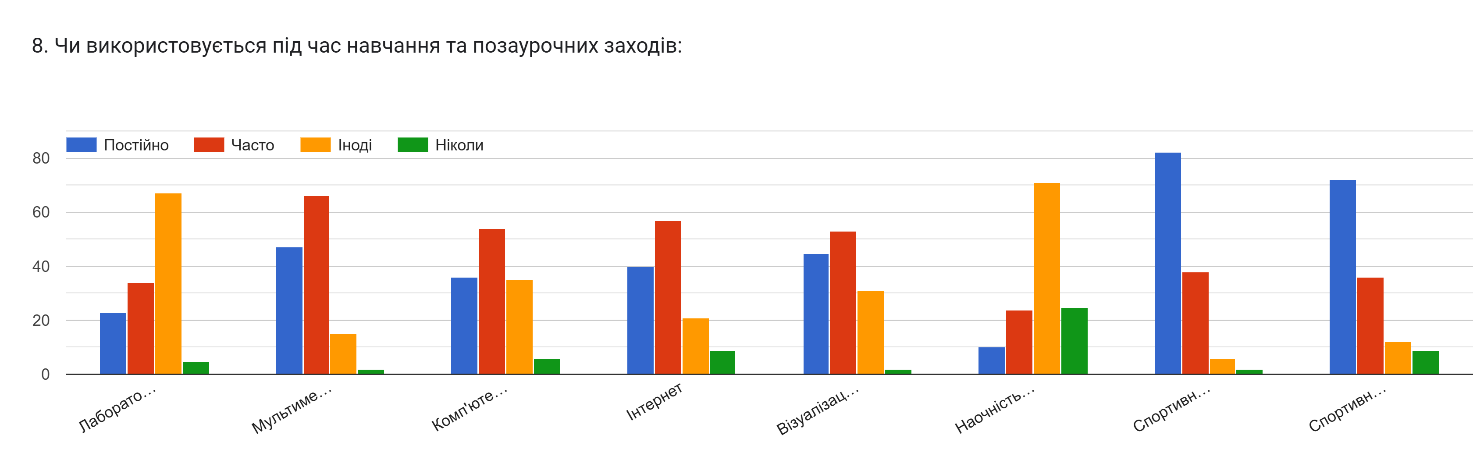 8. Чи використовується під час навчання та позаурочних заходів:
Постійно Часто Іноді Ніколи
80
60
40
20
0
Лаборато... Мультиме... Комп'юте... Інтернет Візуалізац... Наочність... Спортивн... Спортивн...